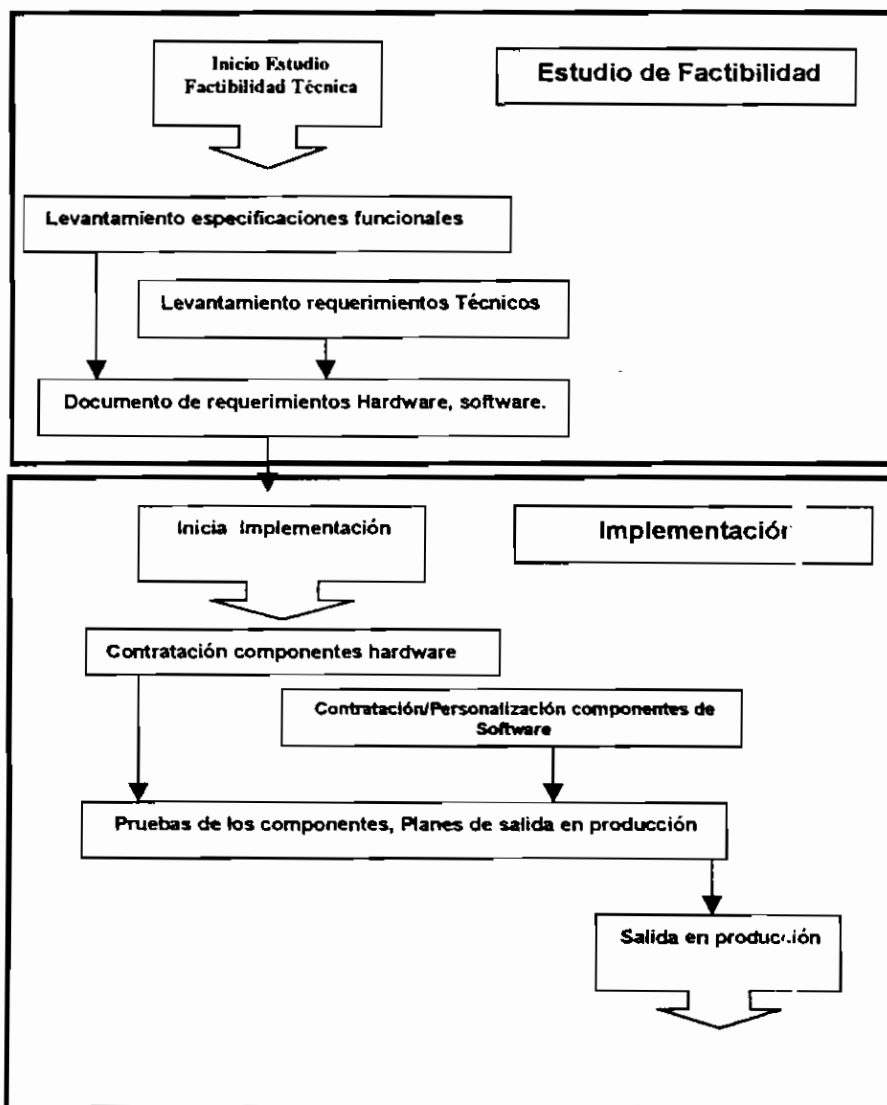 Inicio Estudio
Factibilidad Técnica
Estudio de Factibilidad
Levantamiento especificaciones funcionales
Levantamiento requerimientos Técnicos
Documento de requerimientos Hardware, software.
Inicia Implementación
Implementación
Contratación componentes hardware
Contratación/Personalización componentes de
Software
Pruebas de los componentes, Planes de salida en producción
Salida en producción